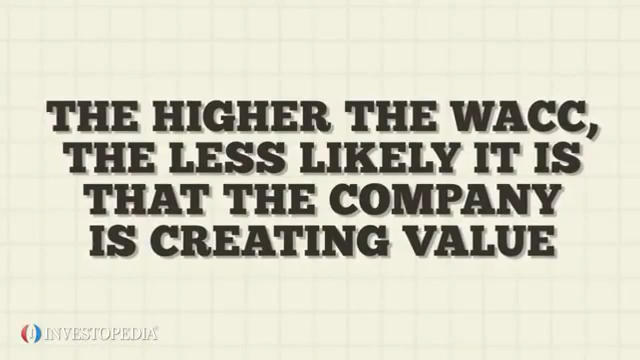 THE HIGHER THE WACC,
THE LESS LIKELY IT IS
THAT THE COMPANY
IS CREATING VALUE
INVESTOPEDIA®